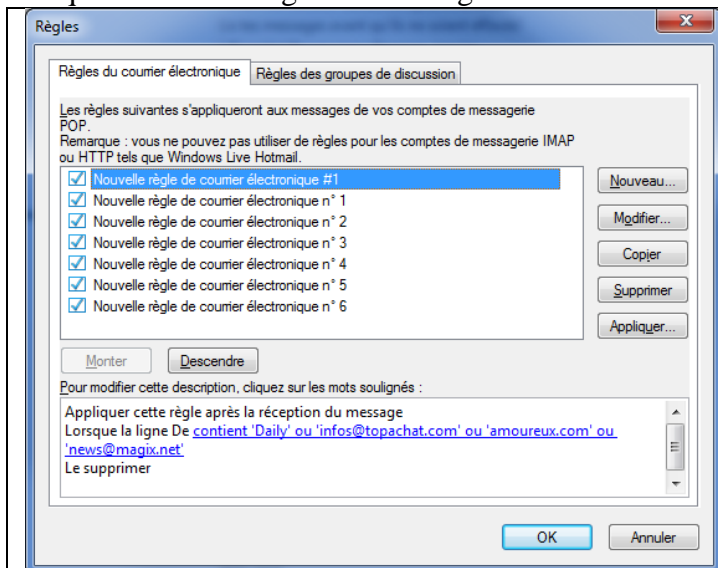 Règles
Règles du courrier électronique
Règles des groupes de discussion
Les règles suivantes s'appliqueront aux messages de vos comptes de messagerie
POP.
Remarque : vous ne pouvez pas utiliser de règles pour les comptes de messagerie IMAP
ou HTTP tels que Windows Live Hotmail.
Nouvelle règle de courrier électronique #1
Nouvelle règle de courrier électronique n° 1
Nouvelle règle de courrier électronique n° 2
Nouvelle règle de courrier électronique n° 3
Nouvelle règle de courrier électronique n° 4
Nouvelle règle de courrier électronique n° 5
Nouvelle règle de courrier électronique n° 6
Nouveau...
Modifier...
Copier
Supprimer
Appliquer...
Monter
Descendre
Pour modifier cette description, cliquez sur les mots soulignés :
Appliquer cette règle après la réception du message
Lorsque la ligne De contient 'Daily' ou 'infos@topachat.com' ou 'amoureux.com' ou
'news@magix.net'
Le supprimer
OK
Annuler